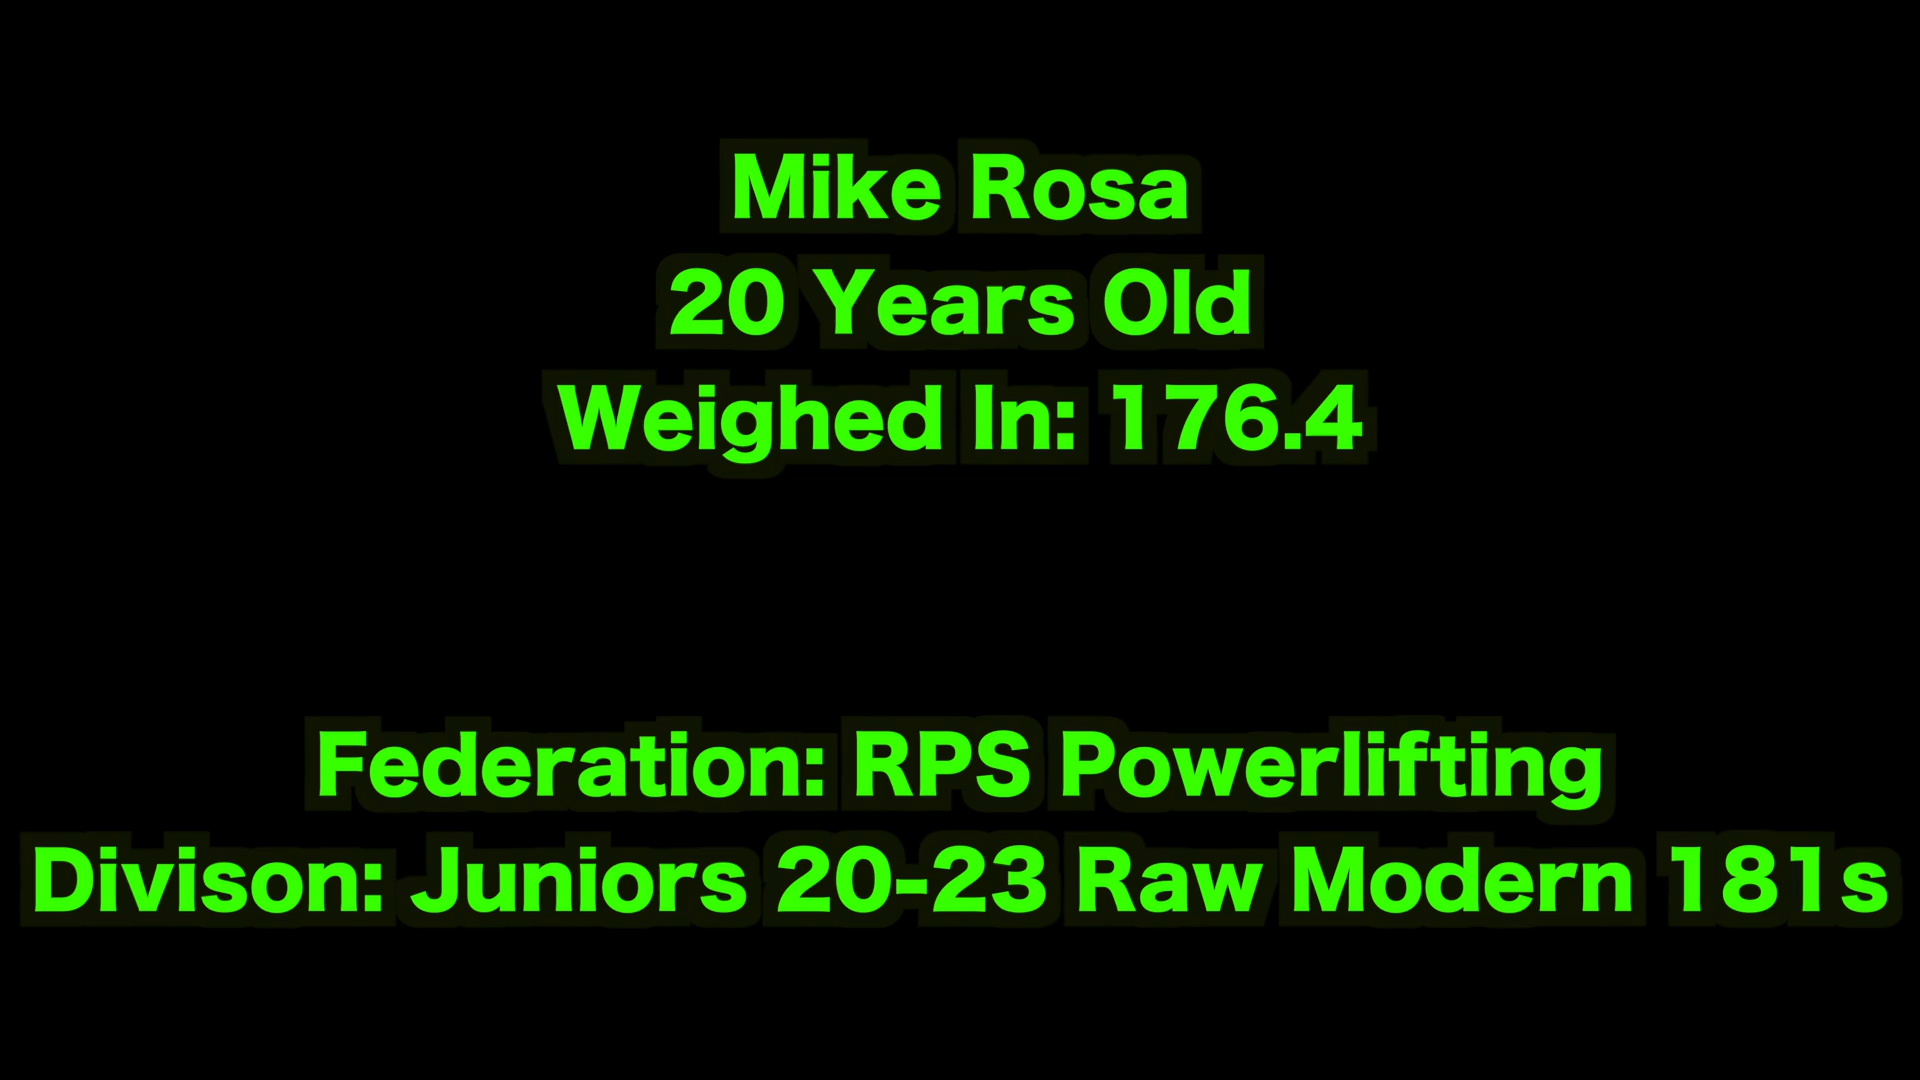 Mike Rosa
20 Years Old
Weighed In: 176.4
Federation: RPS Powerlifting
Divison: Juniors 20-23 Raw Modern 181s